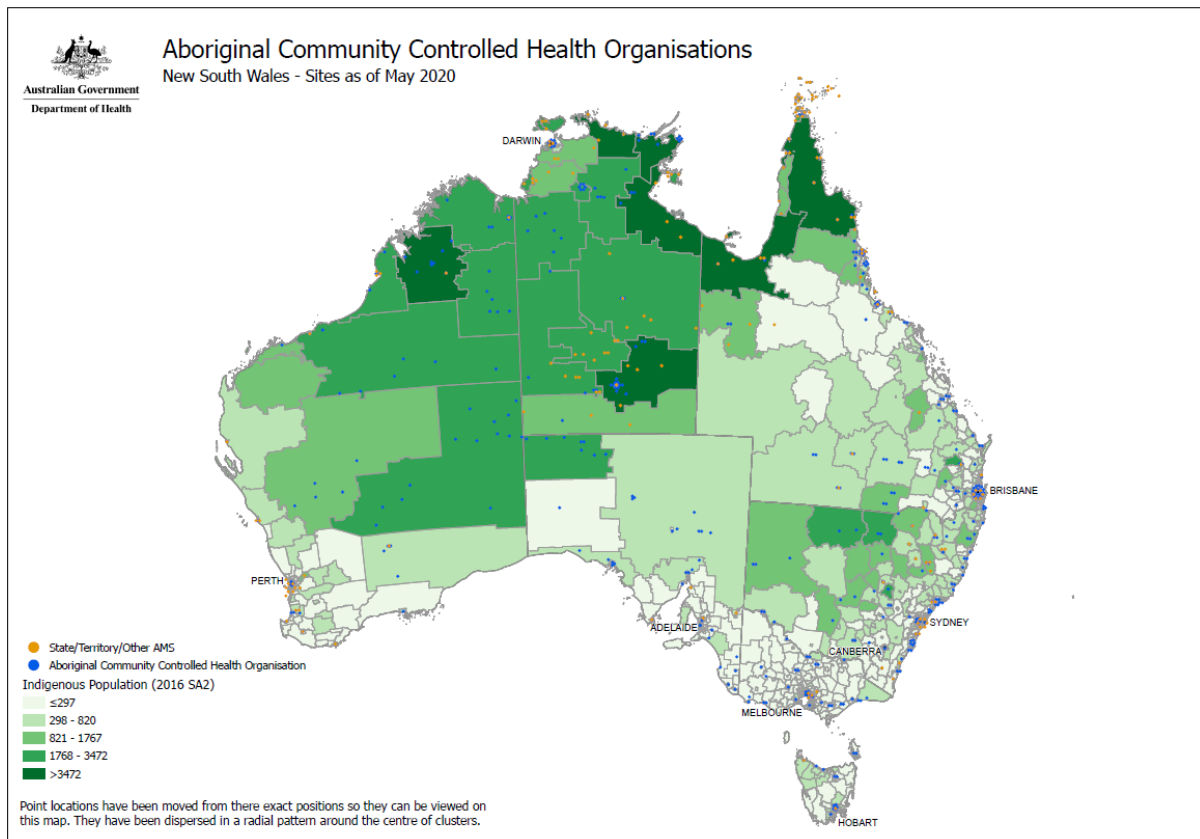 Aboriginal Community Controlled Health Organisations
New South Wales - Sites as of May 2020
Australian Government
Department of Health
DARWIN
BRISBANE
PERTH
ADELAIDE
SYDNEY
CANBERRA
MELBOURNE
HOBART
State/Territory/Other AMS
Aboriginal Community Controlled Health Organisation
Indigenous Population (2016 SA2)
≤297
298 - 820
821 - 1767
1768 - 3472
>3472
Point locations have been moved from there exact positions so they can be viewed on
this map. They have been dispersed in a radial pattern around the centre of clusters.